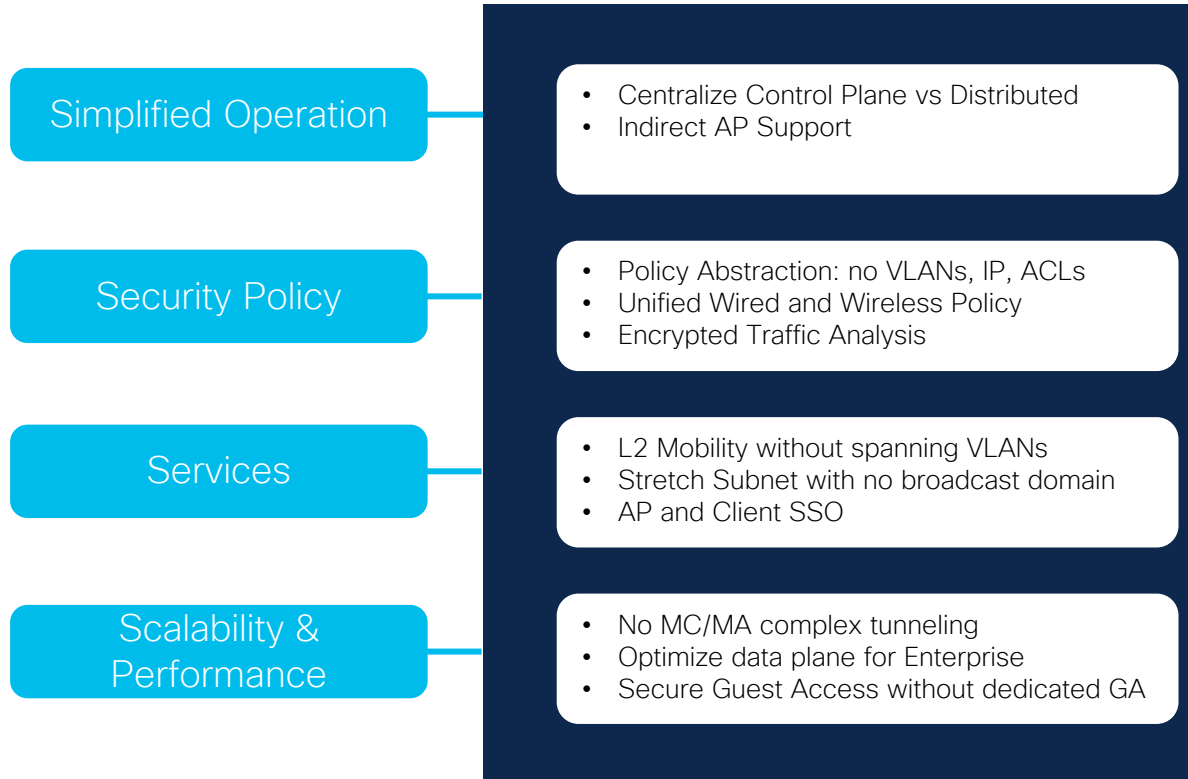 Simplified Operation
• Centralize Control Plane vs Distributed
• Indirect AP Support
Security Policy
• Policy Abstraction: no VLANs, IP, ACLs
• Unified Wired and Wireless Policy
• Encrypted Traffic Analysis
Services
• L2 Mobility without spanning VLANs
• Stretch Subnet with no broadcast domain
• AP and Client SSO
Scalability &
Performance
• No MC/MA complex tunneling
• Optimize data plane for Enterprise
• Secure Guest Access without dedicated GA